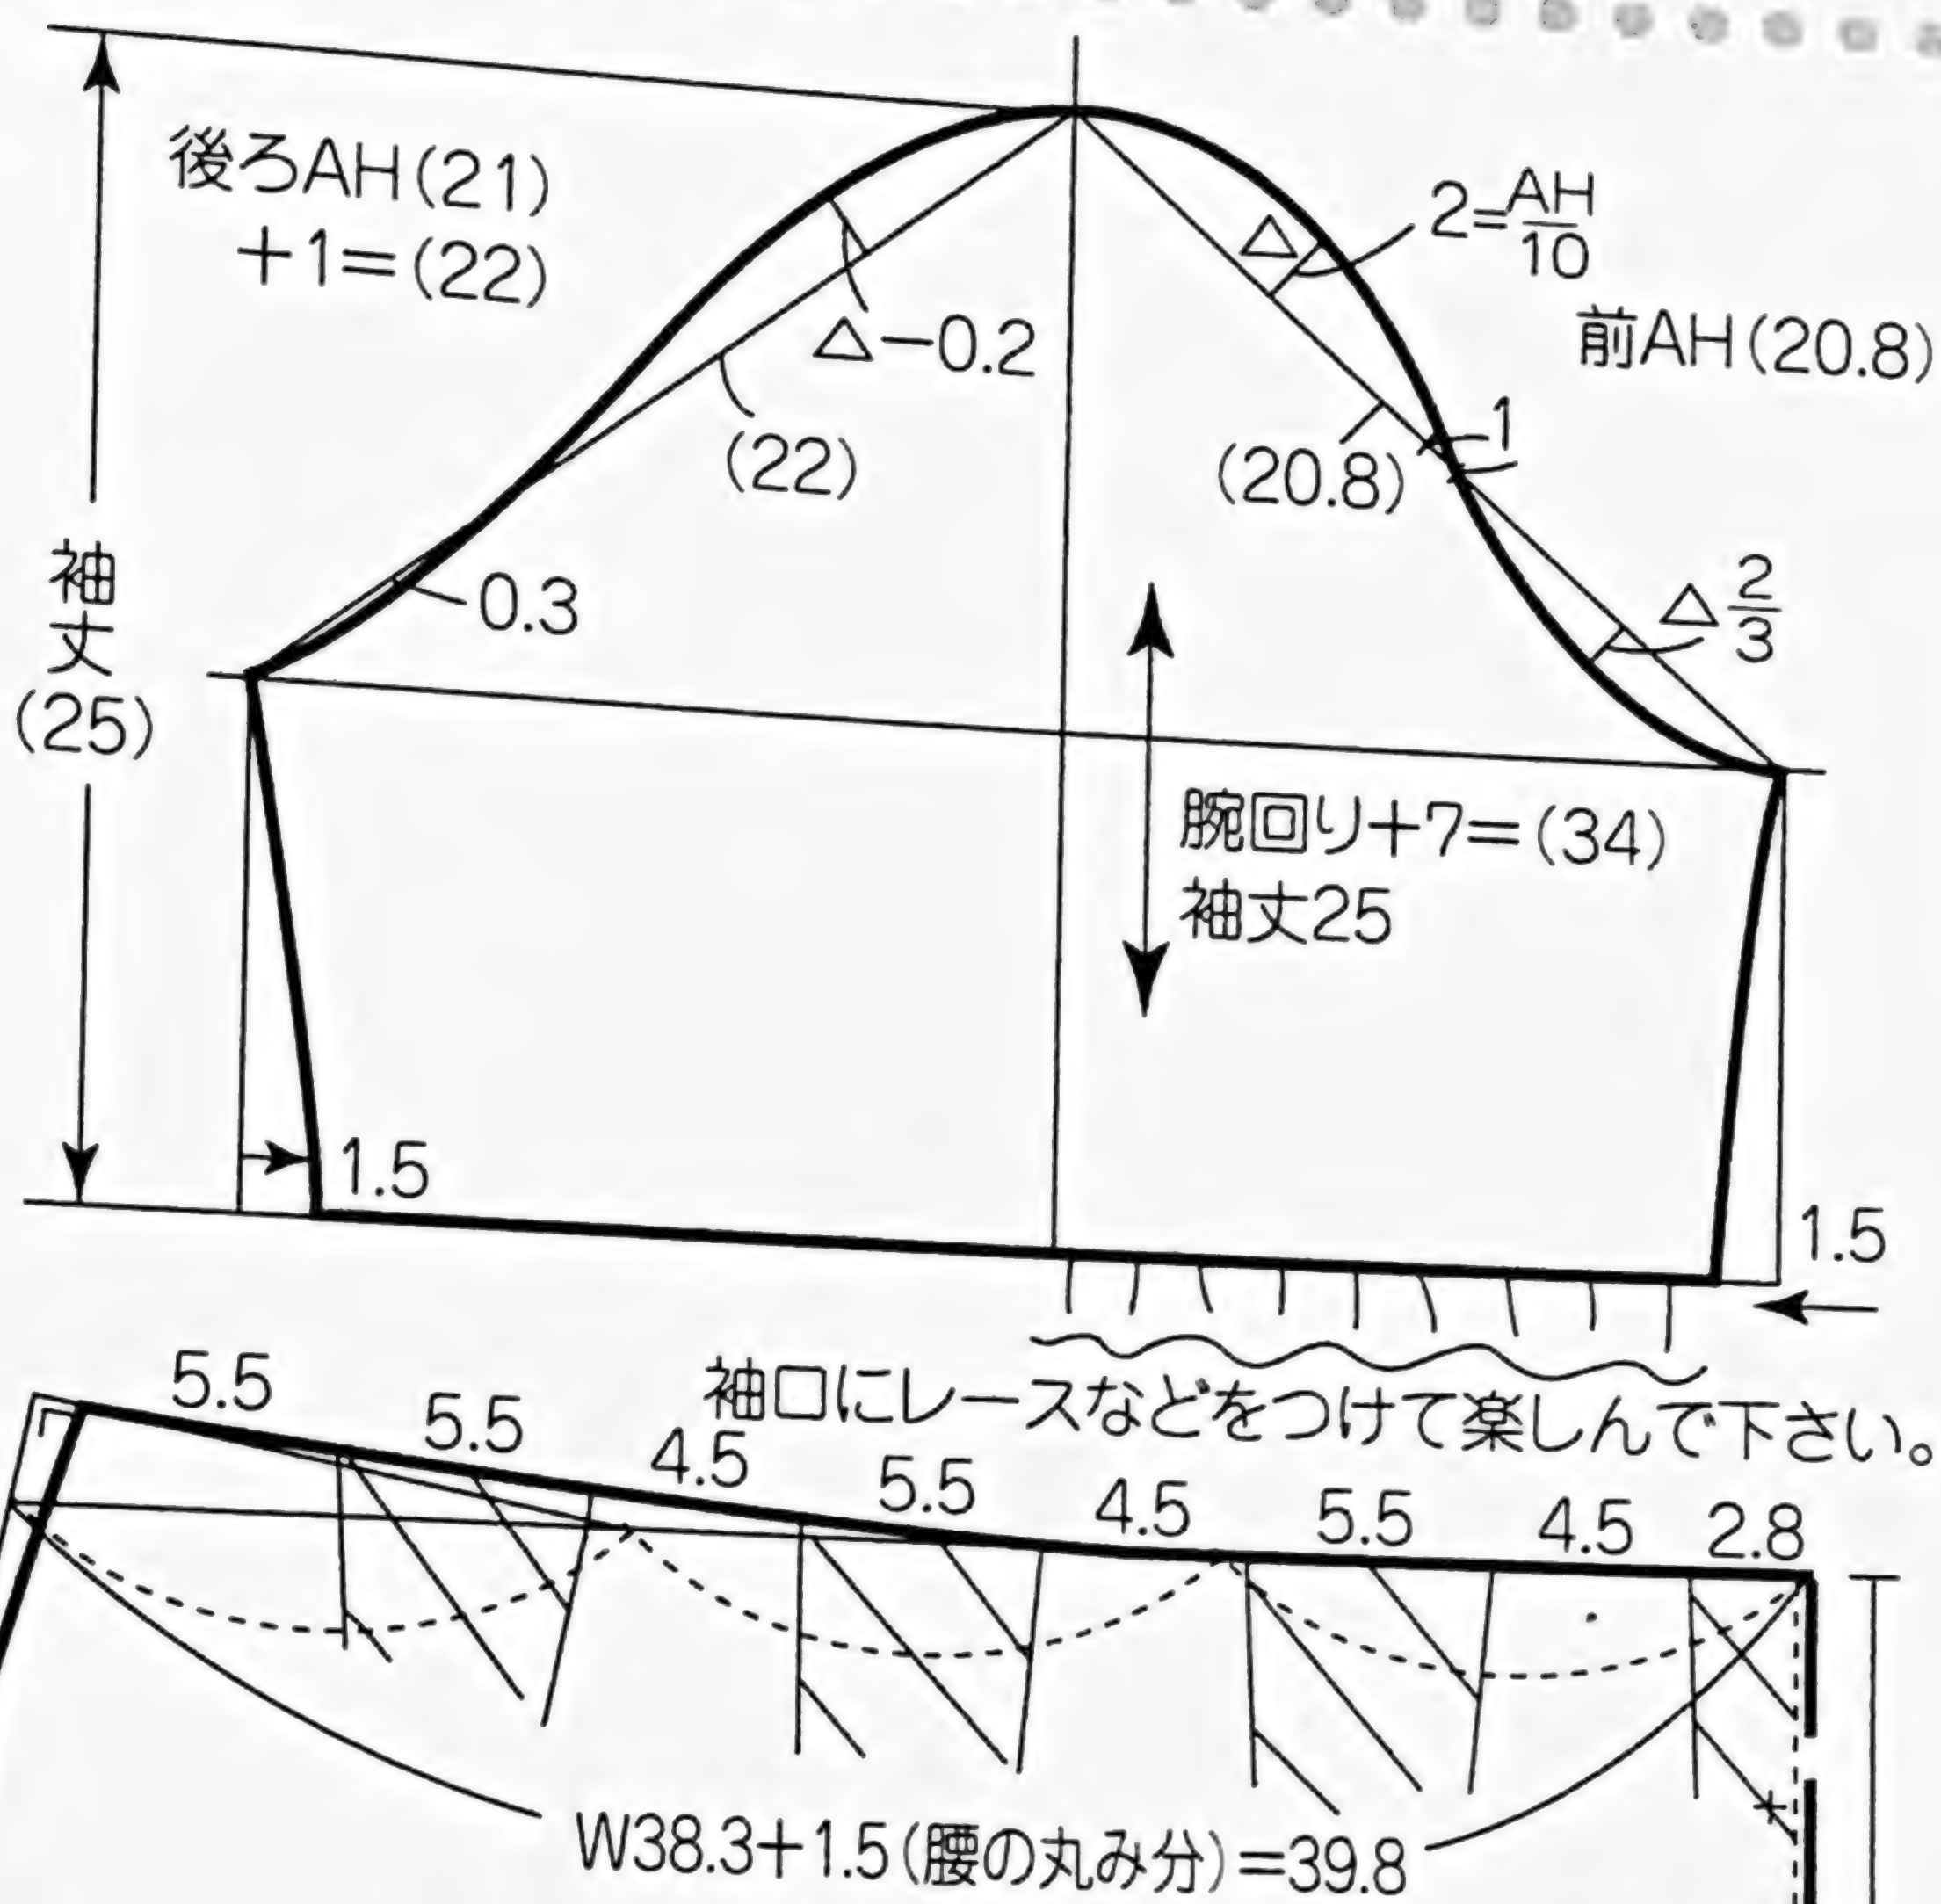 後ろAH(21)
+1=(22)
2=AH/10
前AH(20.8)
△
△−0.2
(22)
(20.8)
1
0.3
△2/3
袖丈
(25)
腕回り+7=(34)
袖丈25
1.5
1.5
袖口にレースなどをつけて楽しんで下さい。
5.5 5.5 4.5 5.5 4.5 5.5 4.5 2.8
W38.3+1.5(腰の丸み分)=39.8